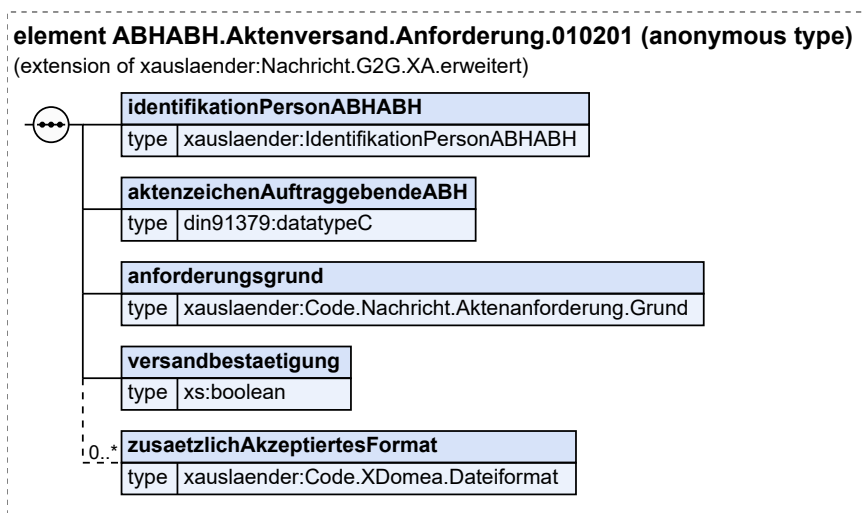 element ABHABH.Aktenversand.Anforderung.010201 (anonymous type)
(extension of xauslaender:Nachricht.G2G.XA.erweitert)
identifikationPersonABHABH
type xauslaender:IdentifikationPersonABHABH
aktenzeichenAuftraggebendeABH
type din91379:datatypeC
anforderungsgrund
type xauslaender:Code.Nachricht.Aktenanforderung.Grund
versandbestaetigung
type xs:boolean
0..* zusaetzlichAkzeptiertesFormat
type xauslaender:Code.XDomea.Dateiformat